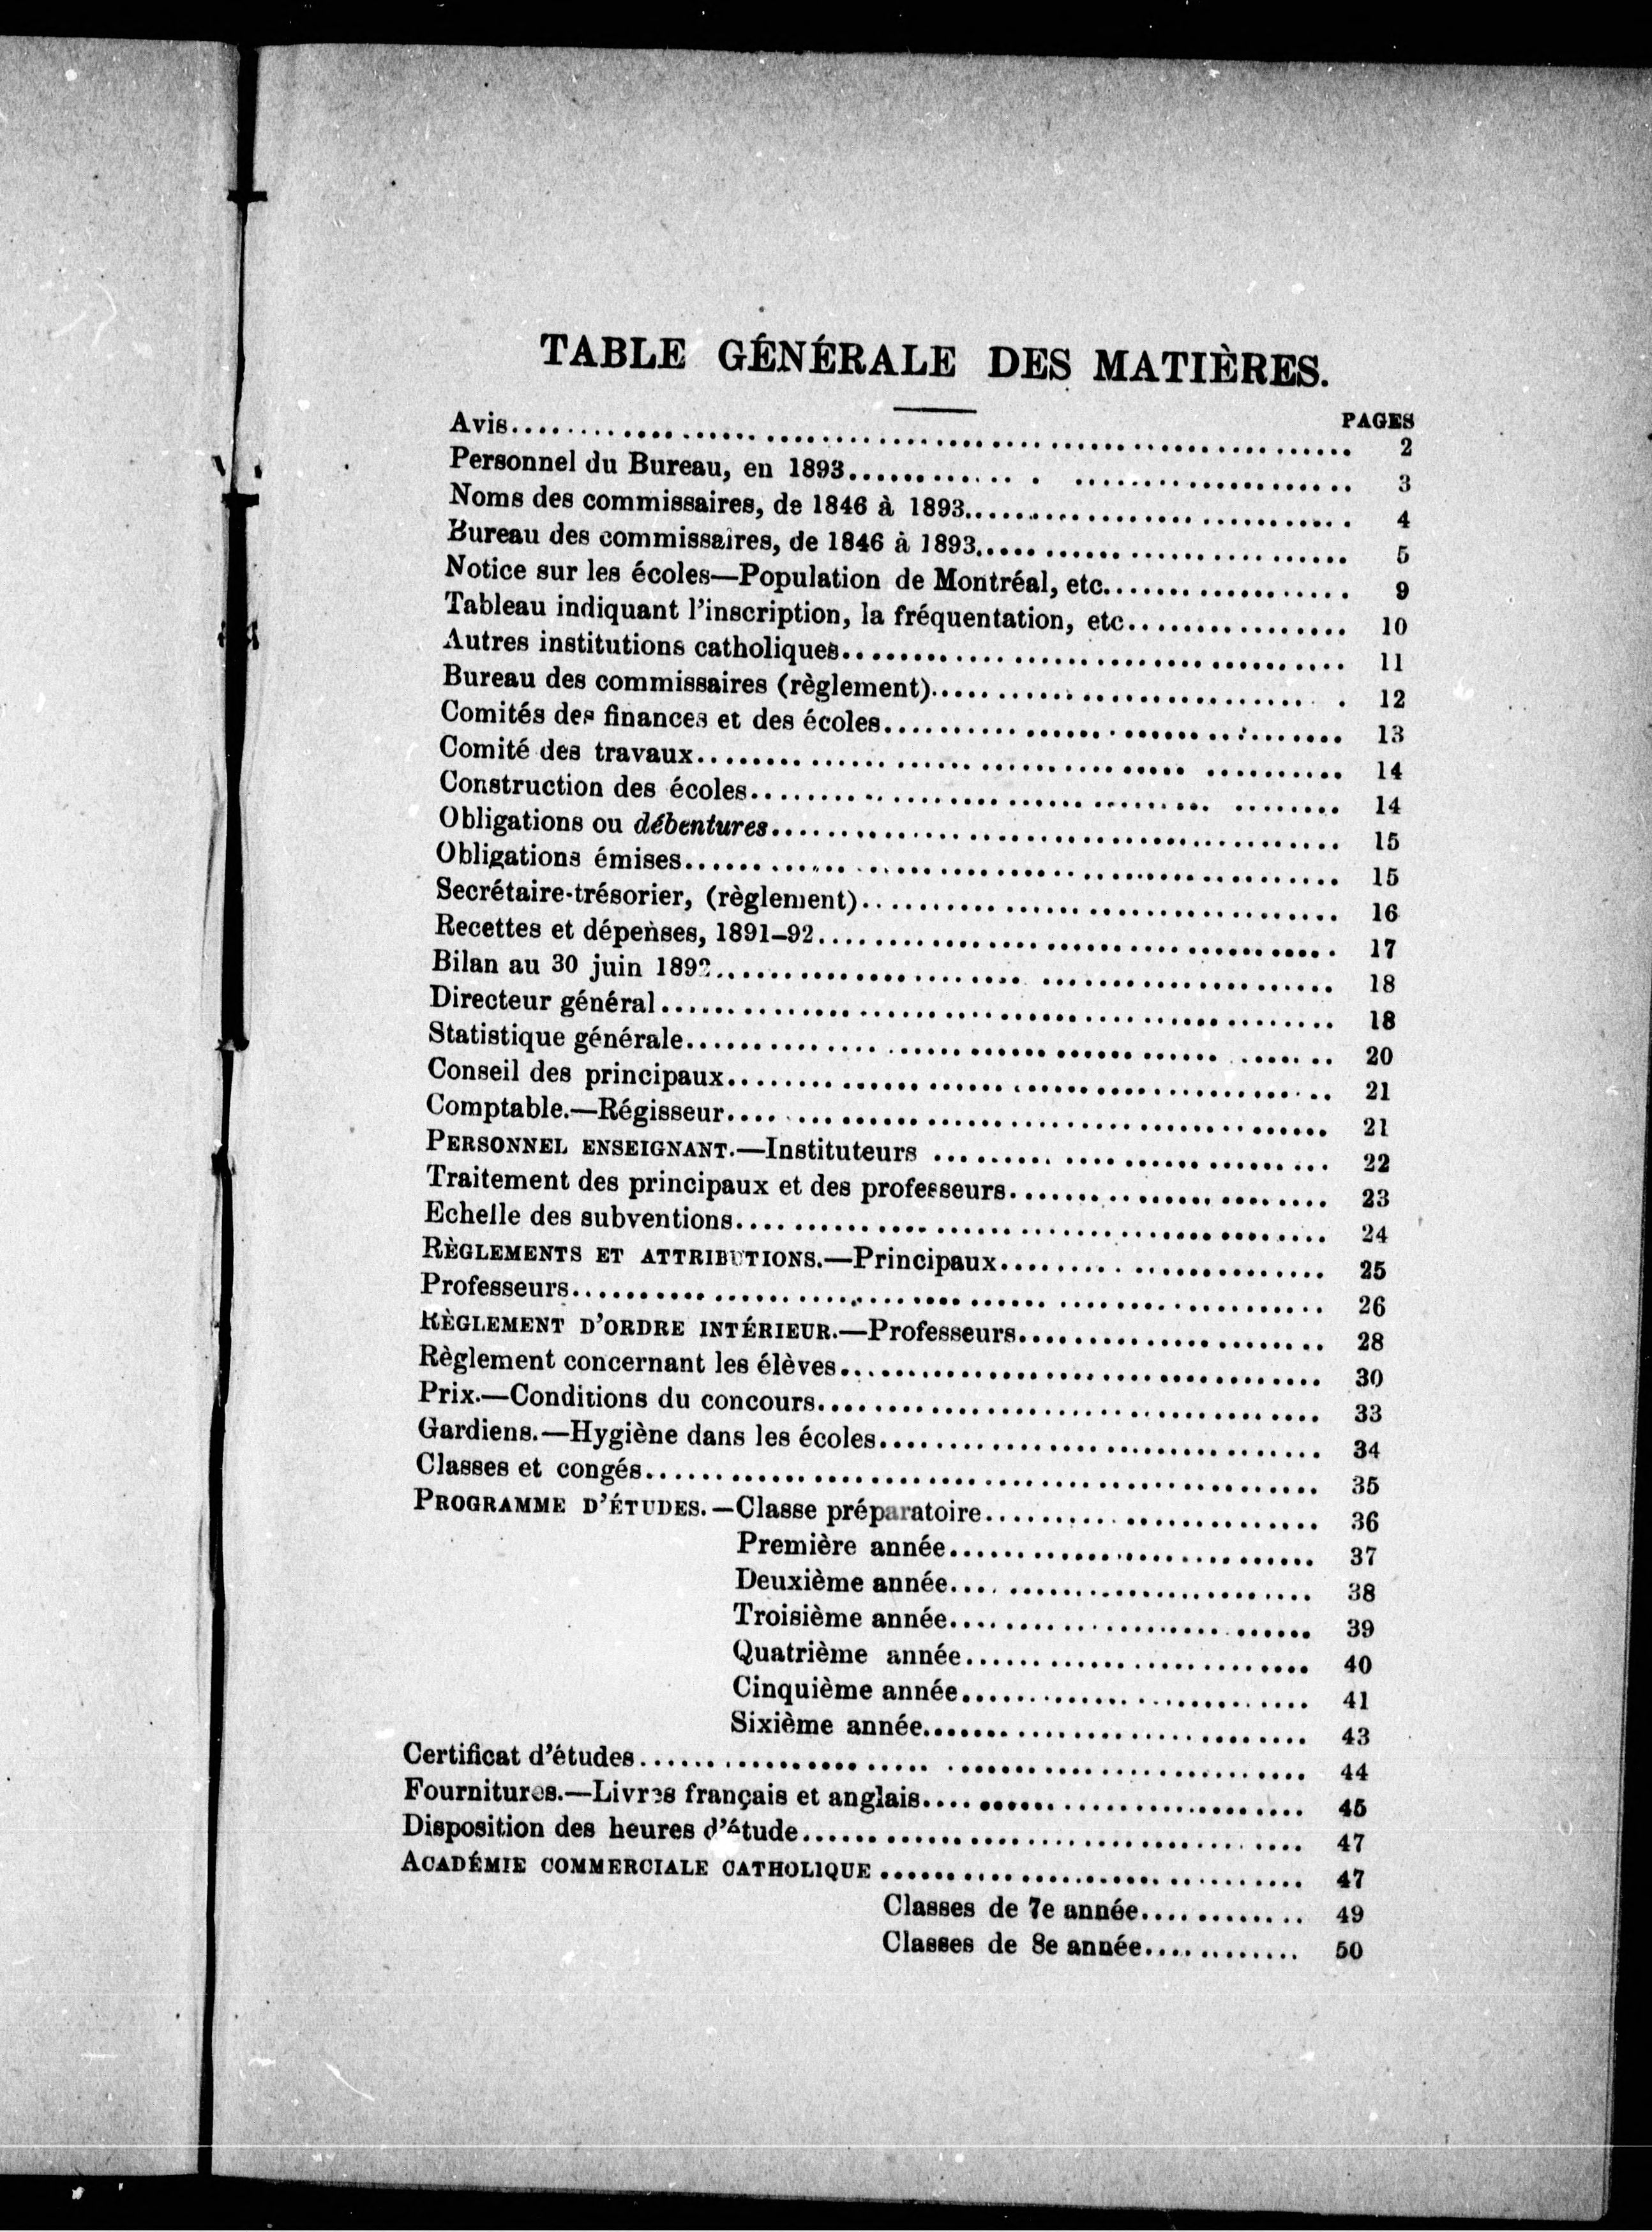 TABLE GÉNÉRALE DES MATIÈRES.
PAGES
Avis........ 2
Personnel du Bureau, en 1893........ 3
Noms des commissaires, de 1846 à 1893........ 4
Bureau des commissaires, de 1846 à 1893........ 5
Notice sur les écoles—Population de Montréal, etc........ 9
Tableau indiquant l'inscription, la fréquentation, etc........ 10
Autres institutions catholiques........ 11
Bureau des commissaires (règlement)........ 12
Comités des finances et des écoles........ 13
Comité des travaux........ 14
Construction des écoles........ 14
Obligations ou débentures........ 15
Obligations émises........ 15
Secrétaire-trésorier, (règlement)........ 16
Recettes et dépenses, 1891-92........ 17
Bilan au 30 juin 1892........ 18
Directeur général........ 18
Statistique générale........ 20
Conseil des principaux........ 21
Comptable.—Régisseur........ 21
PERSONNEL ENSEIGNANT.—Instituteurs ........ 22
Traitement des principaux et des professeurs........ 23
Echelle des subventions........ 24
RÈGLEMENTS ET ATTRIBUTIONS.—Principaux........ 25
Professeurs........ 26
RÈGLEMENT D'ORDRE INTÉRIEUR.—Professeurs........ 28
Règlement concernant les élèves........ 30
Prix.—Conditions du concours........ 33
Gardiens.—Hygiène dans les écoles........ 34
Classes et congés........ 35
PROGRAMME D'ÉTUDES.—Classe préparatoire........ 36
Première année........ 37
Deuxième année........ 38
Troisième année........ 39
Quatrième année........ 40
Cinquième année........ 41
Sixième année........ 43
Certificat d'études........ 44
Fournitures.—Livres français et anglais........ 45
Disposition des heures d'étude........ 47
ACADÉMIE COMMERCIALE CATHOLIQUE ........ 47
Classes de 7e année........ 49
Classes de 8e année........ 50